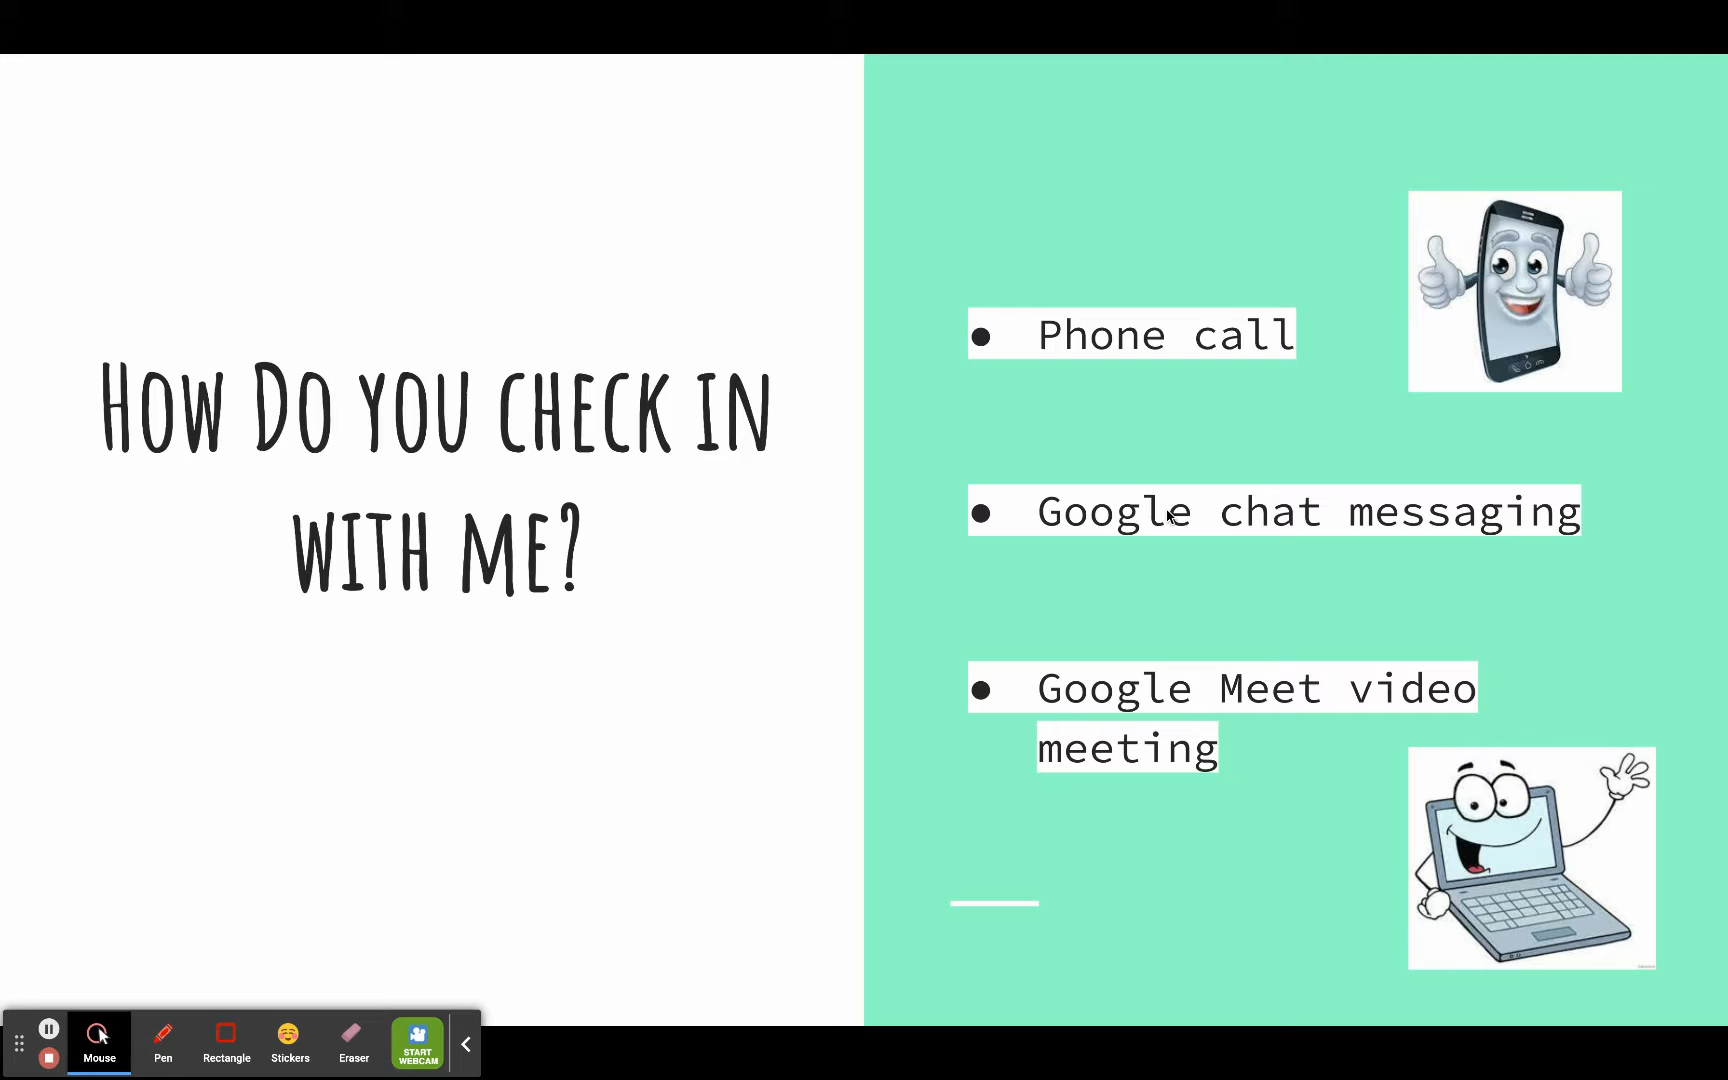 How Do you check in
with me?
● Phone call
● Google chat messaging
● Google Meet video
meeting
Mouse
Pen
Rectangle
Stickers
Eraser
START
WEBCAM